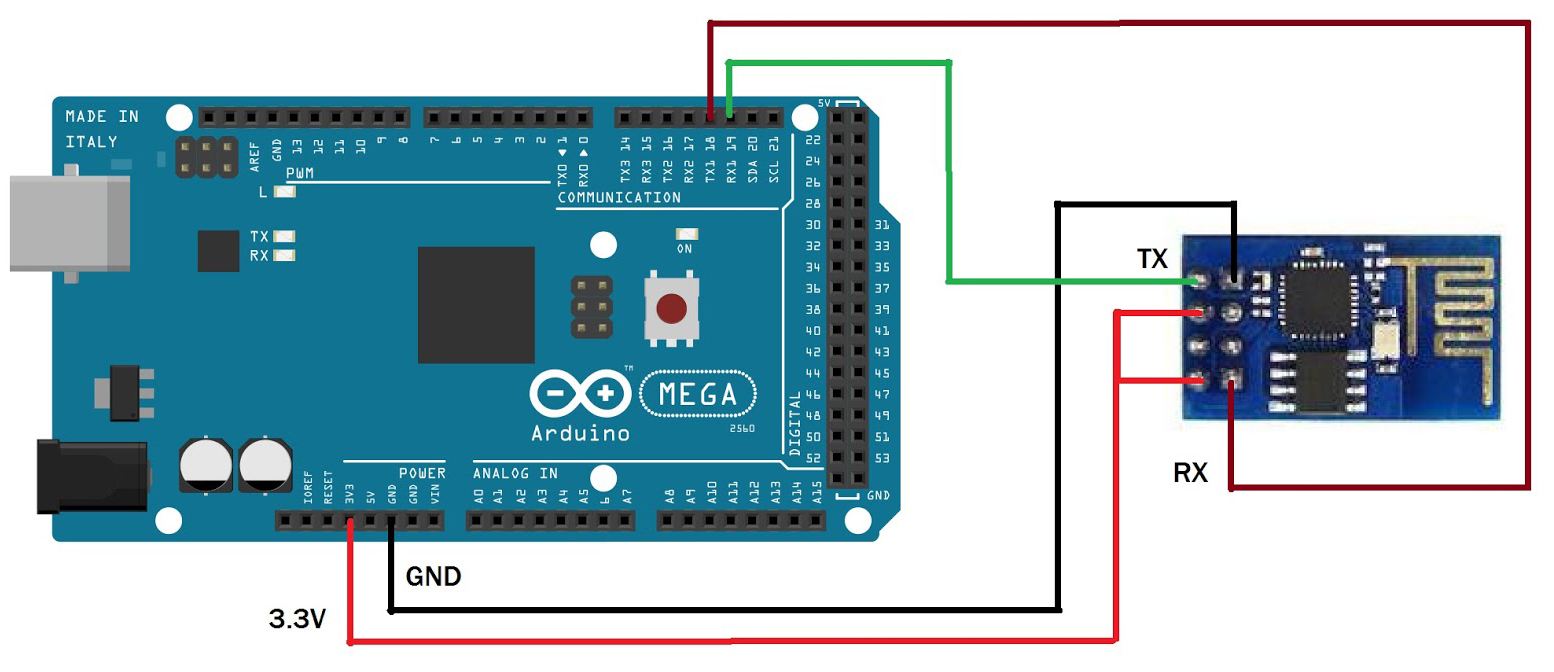 MADE IN
ITALY
5V
AREF
GND
13
12
11
10
9
8
7
6
5
4
3
2
TX0 ◀ 1
RX0 ▶ 0
TX3 14
RX3 15
TX2 16
RX2 17
TX1 18
RX1 19
SDA 20
SCL 21
PWM
L
COMMUNICATION
TX
RX
ON
22
24
26
28
30 31
32 33
34 35
36 37
38 39
40 41
42 43
44 45
46 47
48 49
50 51
52 53
DIGITAL
GND
TM
MEGA
2560
Arduino
POWER
ANALOG IN
IOREF
RESET
3V3
5V
GND
GND
VIN
A0
A1
A2
A3
A4
A5
6
A7
A8
A9
A10
A11
A12
A13
A14
A15
TX
RX
GND
3.3V